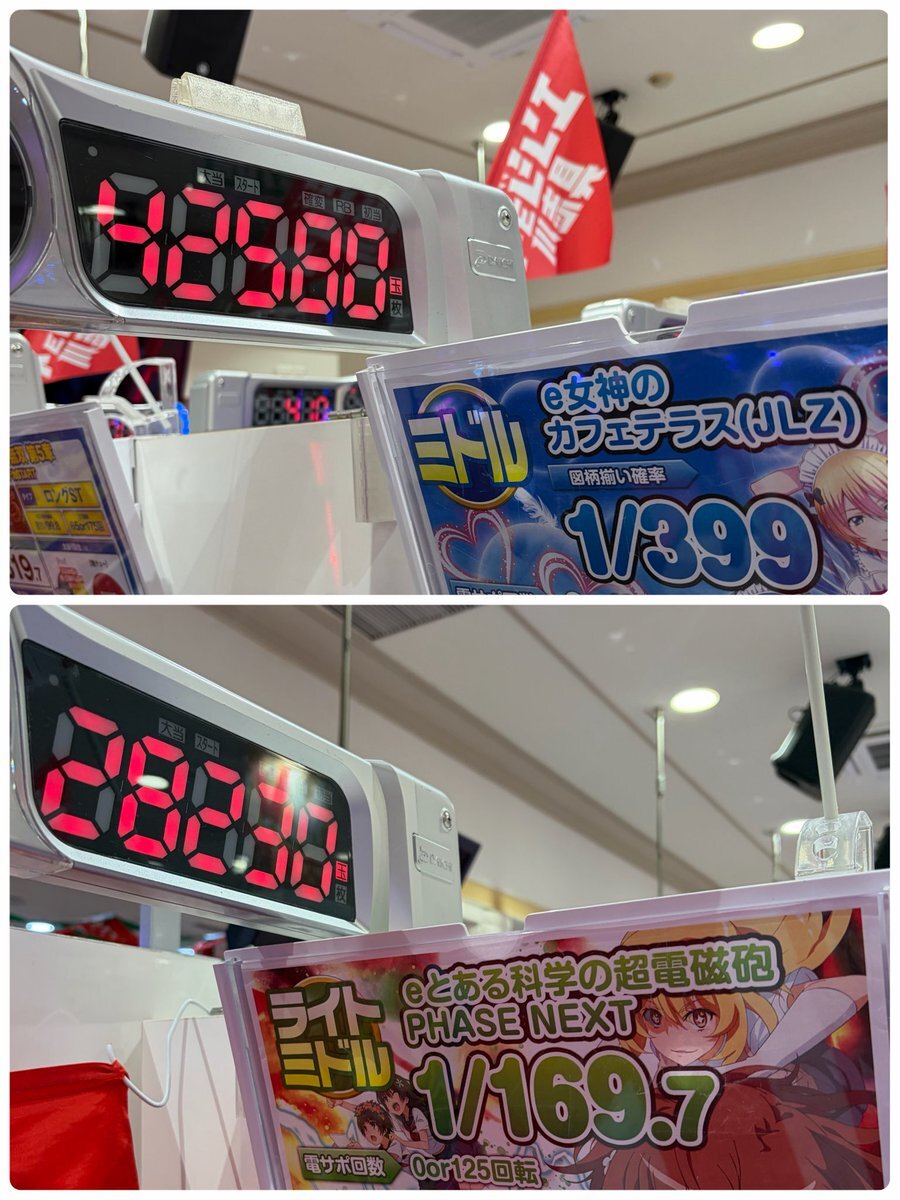 大当 スタート
確変 RB 初当
42580
玉
枚
ミドル
e女神の
カフェテラス(JLZ)
図柄揃い確率
1/399
ロングST
319.7
大当 スタート
玉
枚
ライト
ミドル
eとある科学の超電磁砲
PHASE NEXT
1/169.7
電サポ回数 0or125回転